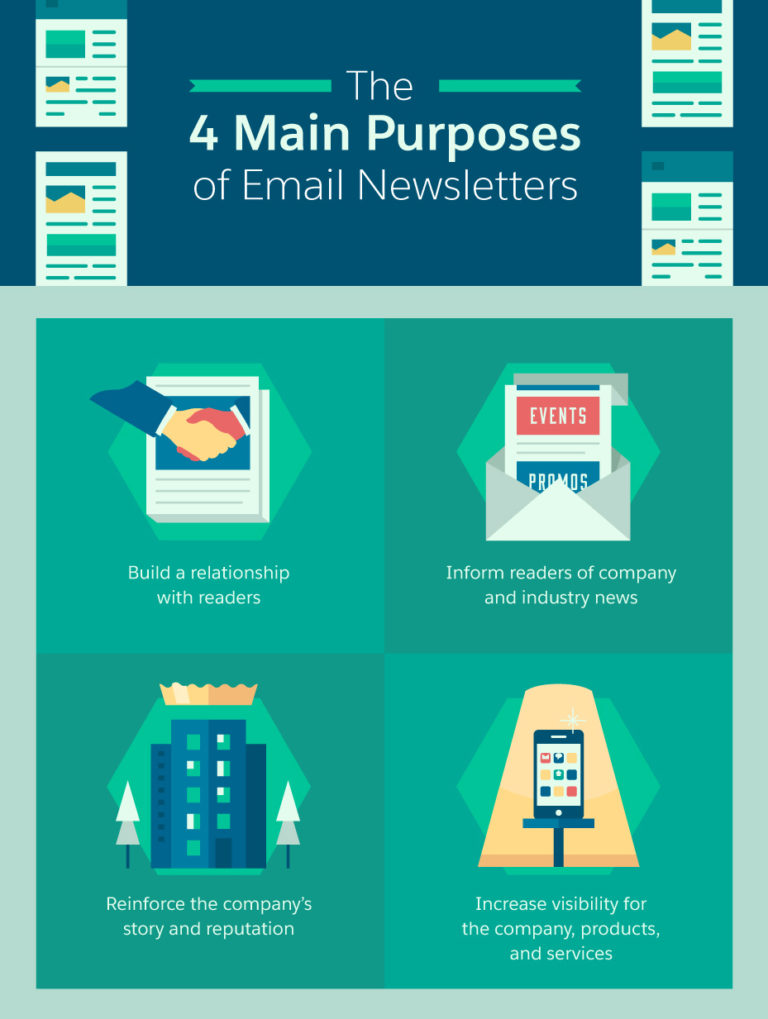 The
4 Main Purposes
of Email Newsletters
EVENTS
PROMOS
Build a relationship
with readers
Inform readers of company
and industry news
Reinforce the company's
story and reputation
Increase visibility for
the company, products,
and services